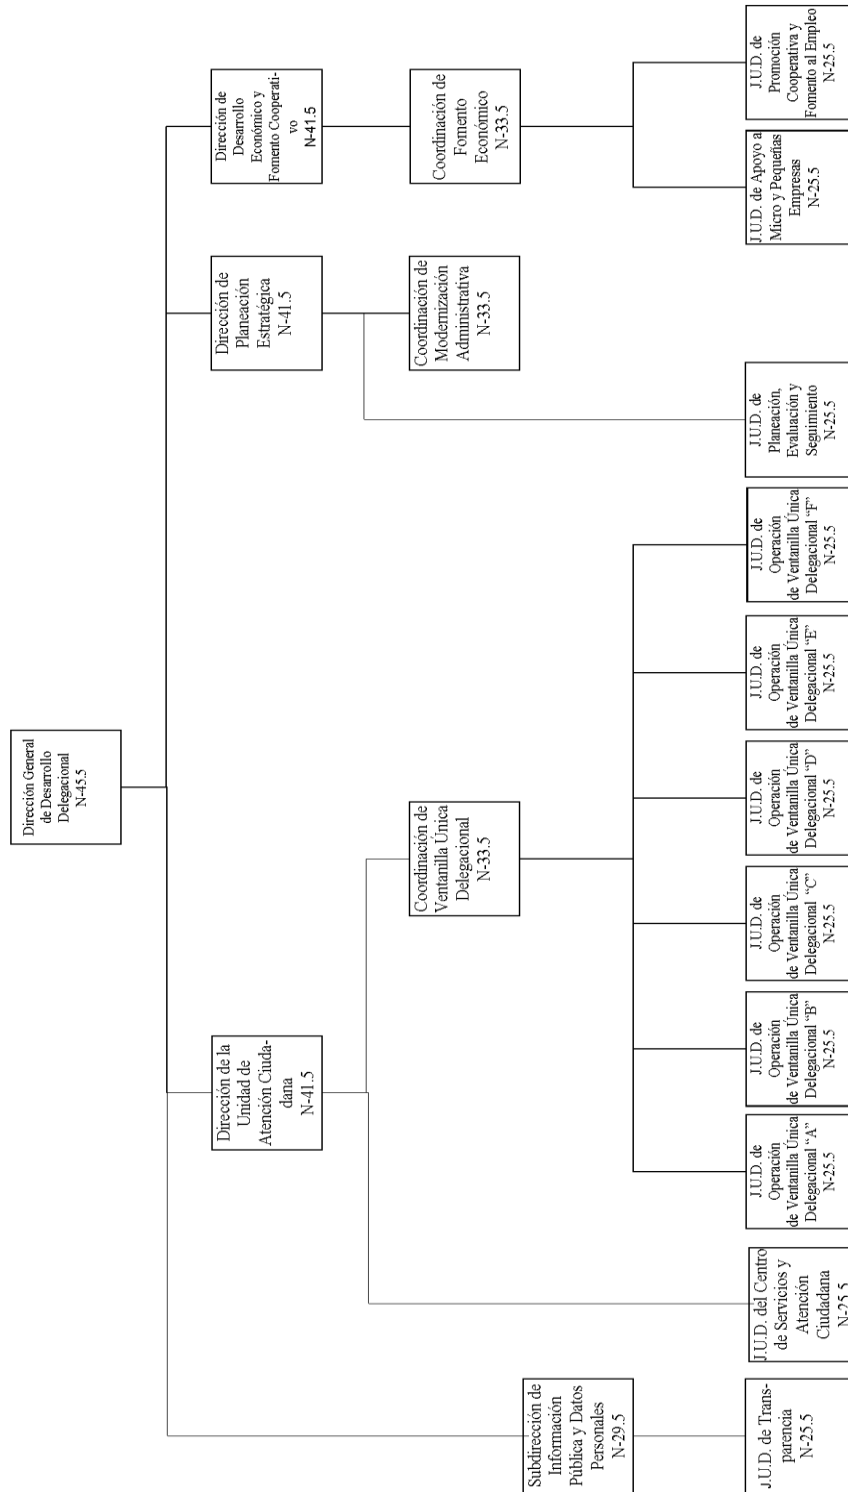 Dirección General
de Desarrollo
Delegacional
N-45.5
Dirección de la
Unidad de
Atención Ciuda-
dana
N-41.5
Dirección de
Planeación
Estratégica
N-41.5
Dirección de
Desarrollo
Económico y
Fomento Cooperati-
vo
N-41.5
Coordinación de
Ventanilla Única
Delegacional
N-33.5
Coordinación de
Modernización
Administrativa
N-33.5
Coordinación de
Fomento
Económico
N-33.5
Subdirección de
Información
Pública y Datos
Personales
N-29.5
J.U.D. de Trans-
parencia
N-25.5
J.U.D. del Centro
de Servicios y
Atención
Ciudadana
N-25.5
J.U.D. de
Operación
de Ventanilla Única
Delegacional “A”
N-25.5
J.U.D. de
Operación
de Ventanilla Única
Delegacional “B”
N-25.5
J.U.D. de
Operación
de Ventanilla Única
Delegacional “C”
N-25.5
J.U.D. de
Operación
de Ventanilla Única
Delegacional “D”
N-25.5
J.U.D. de
Operación
de Ventanilla Única
Delegacional “E”
N-25.5
J.U.D. de
Operación
de Ventanilla Única
Delegacional “F”
N-25.5
J.U.D. de
Planeación,
Evaluación y
Seguimiento
N-25.5
J.U.D. de Apoyo a
Micro y Pequeñas
Empresas
N-25.5
J.U.D. de
Promoción
Cooperativa y
Fomento al Empleo
N-25.5